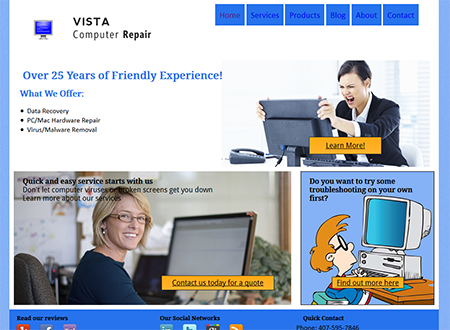 VISTA
Computer Repair
Home Services Products Blog About Contact
Over 25 Years of Friendly Experience!
What We Offer:
Data Recovery
PC/Mac Hardware Repair
Virus/Malware Removal
Learn More!
Quick and easy service starts with us
Don't let computer viruses or broken screens get you down
Learn more about our services
Contact us today for a quote
Do you want to try some
troubleshooting on your own
first?
Find out more here
Read our reviews
Our Social Networks
Quick Contact
Phone: 407-595-7846